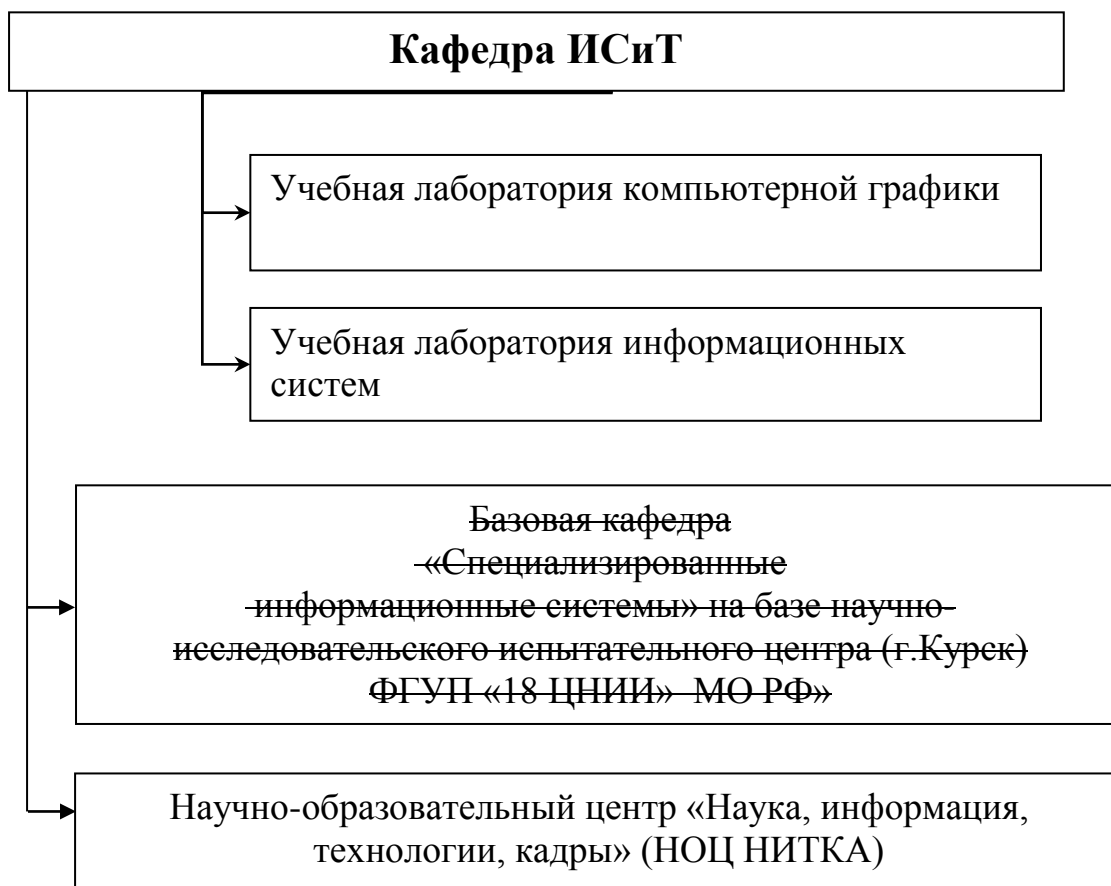 Кафедра ИСиТ
Учебная лаборатория компьютерной графики
Учебная лаборатория информационных
систем
Базовая кафедра
«Специализированные
информационные системы» на базе научно-
исследовательского испытательного центра (г.Курск)
ФГУП «18 ЦНИИ» МО РФ»
Научно-образовательный центр «Наука, информация,
технологии, кадры» (НОЦ НИТКА)